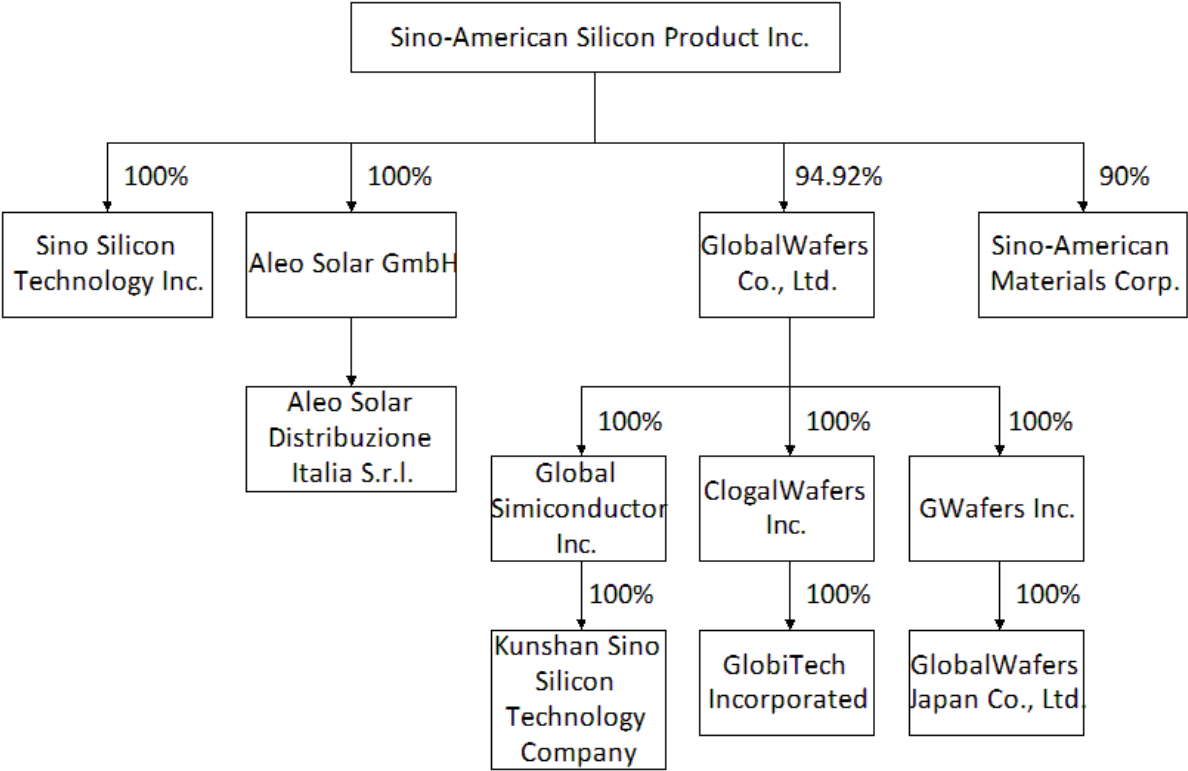 Sino-American Silicon Product Inc.
100%
100%
94.92%
90%
Sino Silicon
Technology Inc.
Aleo Solar GmbH
GlobalWafers
Co., Ltd.
Sino-American
Materials Corp.
Aleo Solar
Distribuzione
Italia S.r.l.
100%
100%
100%
Global
Simiconductor
Inc.
ClogalWafers
Inc.
GWafers Inc.
100%
100%
100%
Kunshan Sino
Silicon
Technology
Company
GlobiTech
Incorporated
GlobalWafers
Japan Co., Ltd.